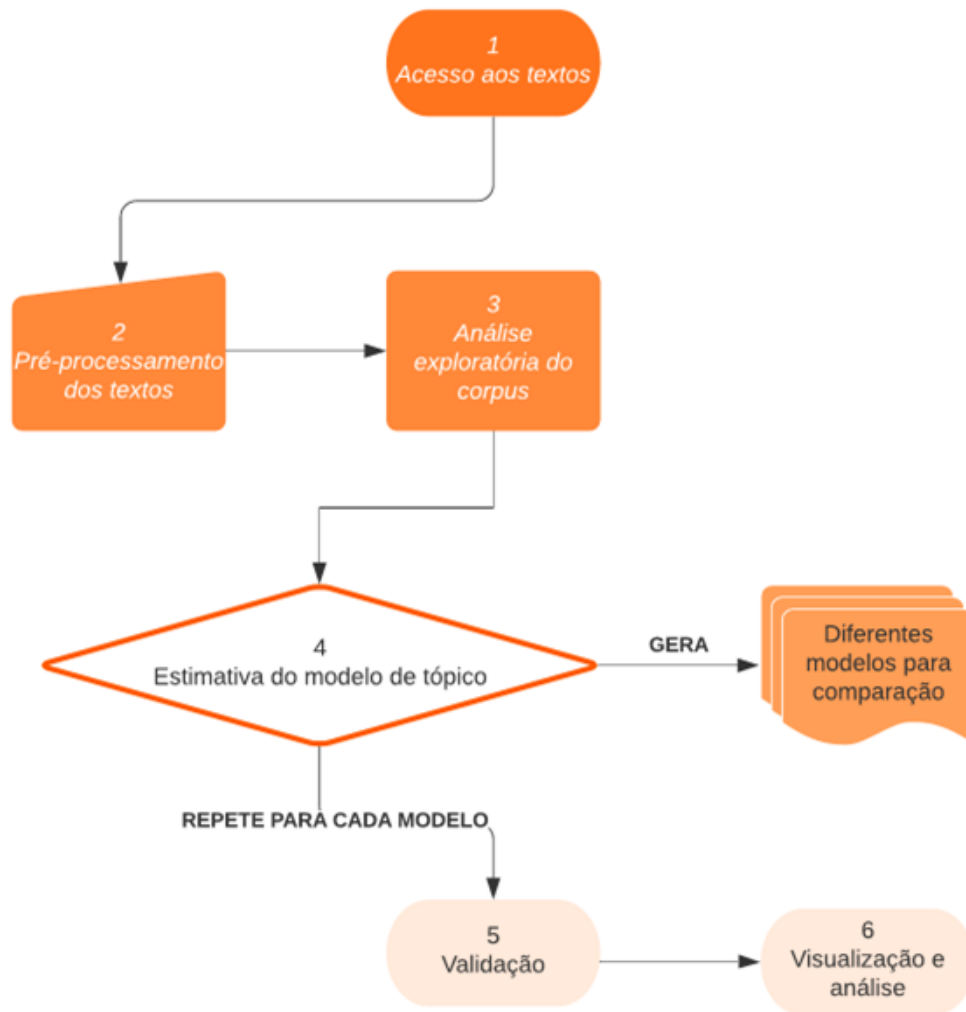 1
Acesso aos textos
2
Pré-processamento
dos textos
3
Análise
exploratória do
corpus
4
Estimativa do modelo de tópico
GERA
Diferentes
modelos para
comparação
REPETE PARA CADA MODELO
5
Validação
6
Visualização e
análise